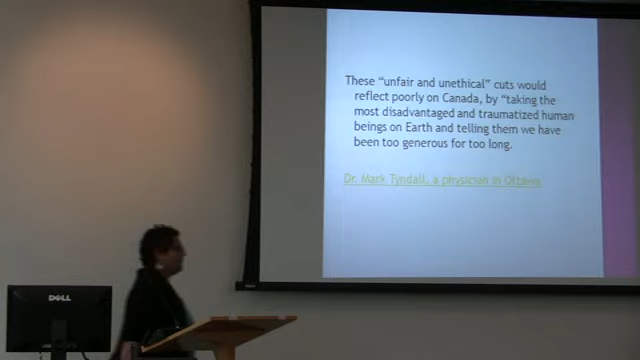 These “unfair and unethical” cuts would
reflect poorly on Canada, by “taking the
most disadvantaged and traumatized human
beings on Earth and telling them we have
been too generous for too long.
Dr. Mark Tyndall, a physician in Ottawa
DELL